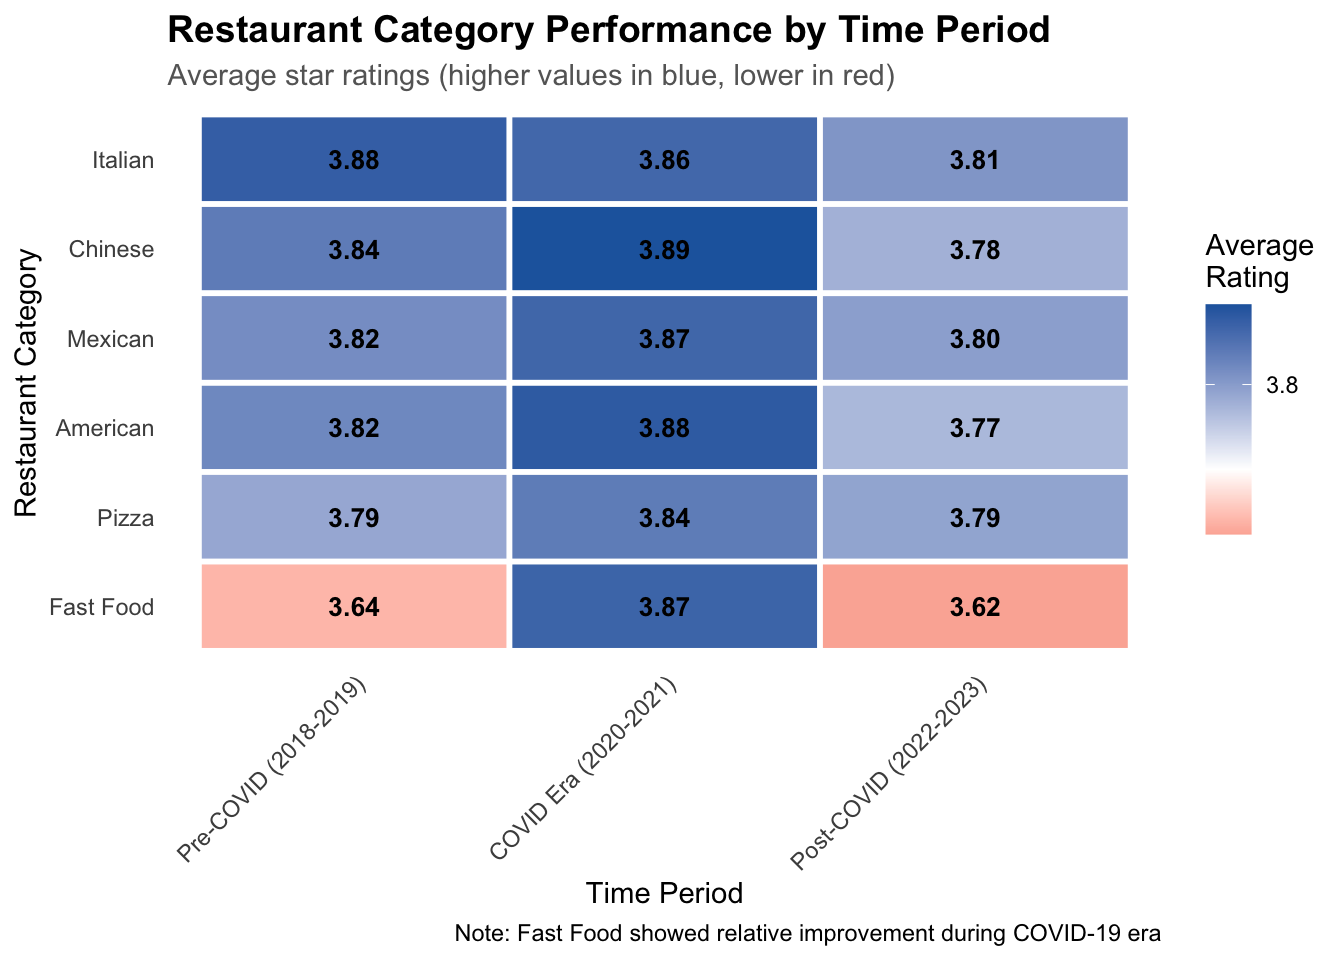 Restaurant Category Performance by Time Period
Average star ratings (higher values in blue, lower in red)
Restaurant Category
Italian 3.88 3.86 3.81
Chinese 3.84 3.89 3.78
Mexican 3.82 3.87 3.80
American 3.82 3.88 3.77
Pizza 3.79 3.84 3.79
Fast Food 3.64 3.87 3.62
Pre-COVID (2018-2019)
COVID Era (2020-2021)
Post-COVID (2022-2023)
Time Period
Average
Rating
3.8
Note: Fast Food showed relative improvement during COVID-19 era